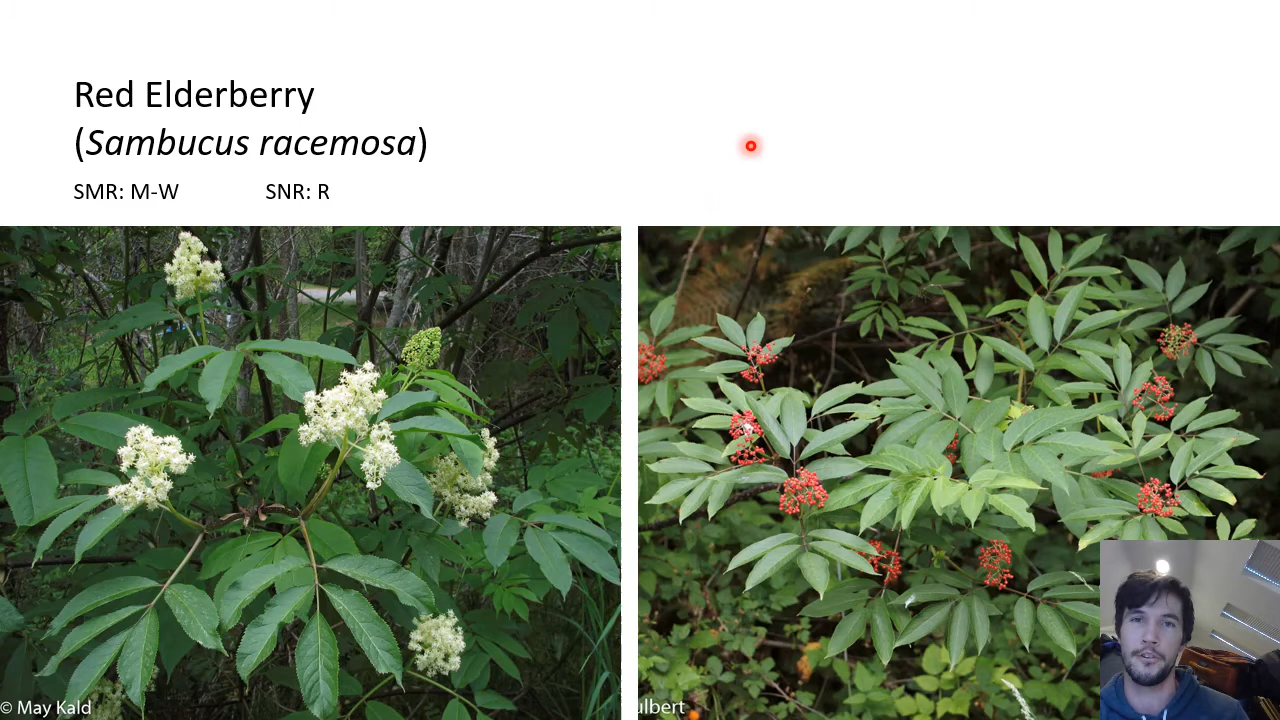 Red Elderberry
(Sambucus racemosa)
SMR: M-W SNR: R
© May Kald
ulbert